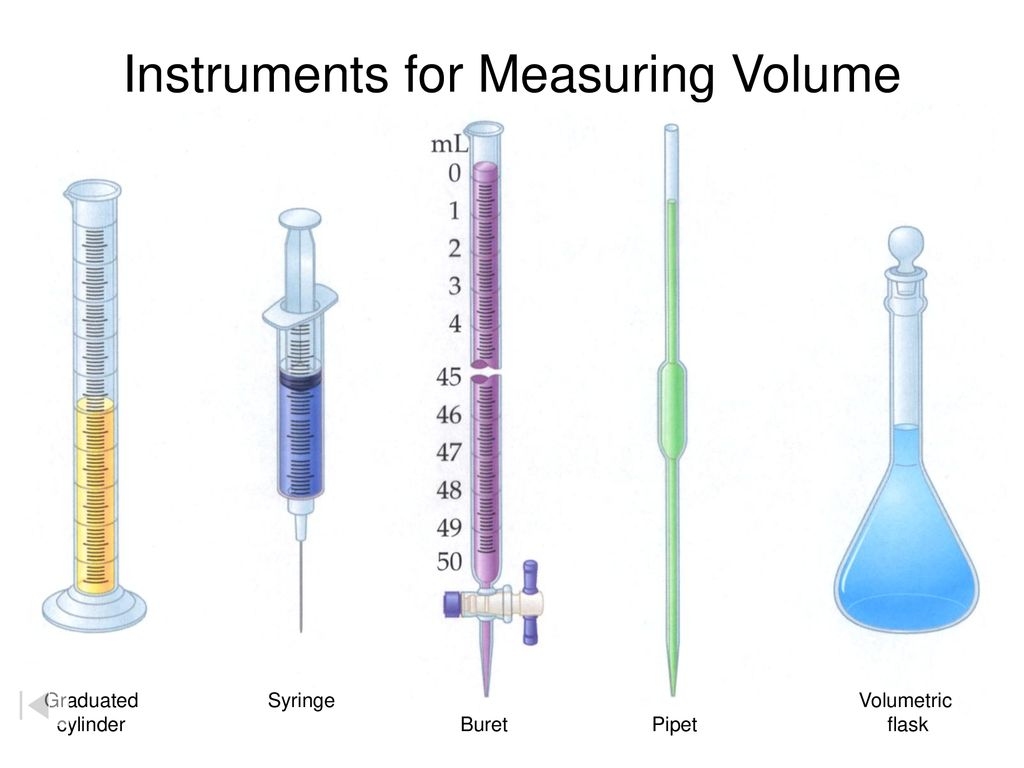 Instruments for Measuring Volume
mL
0
1
2
3
4
45
46
47
48
49
50
Graduated
cylinder
Syringe
Buret
Pipet
Volumetric
flask